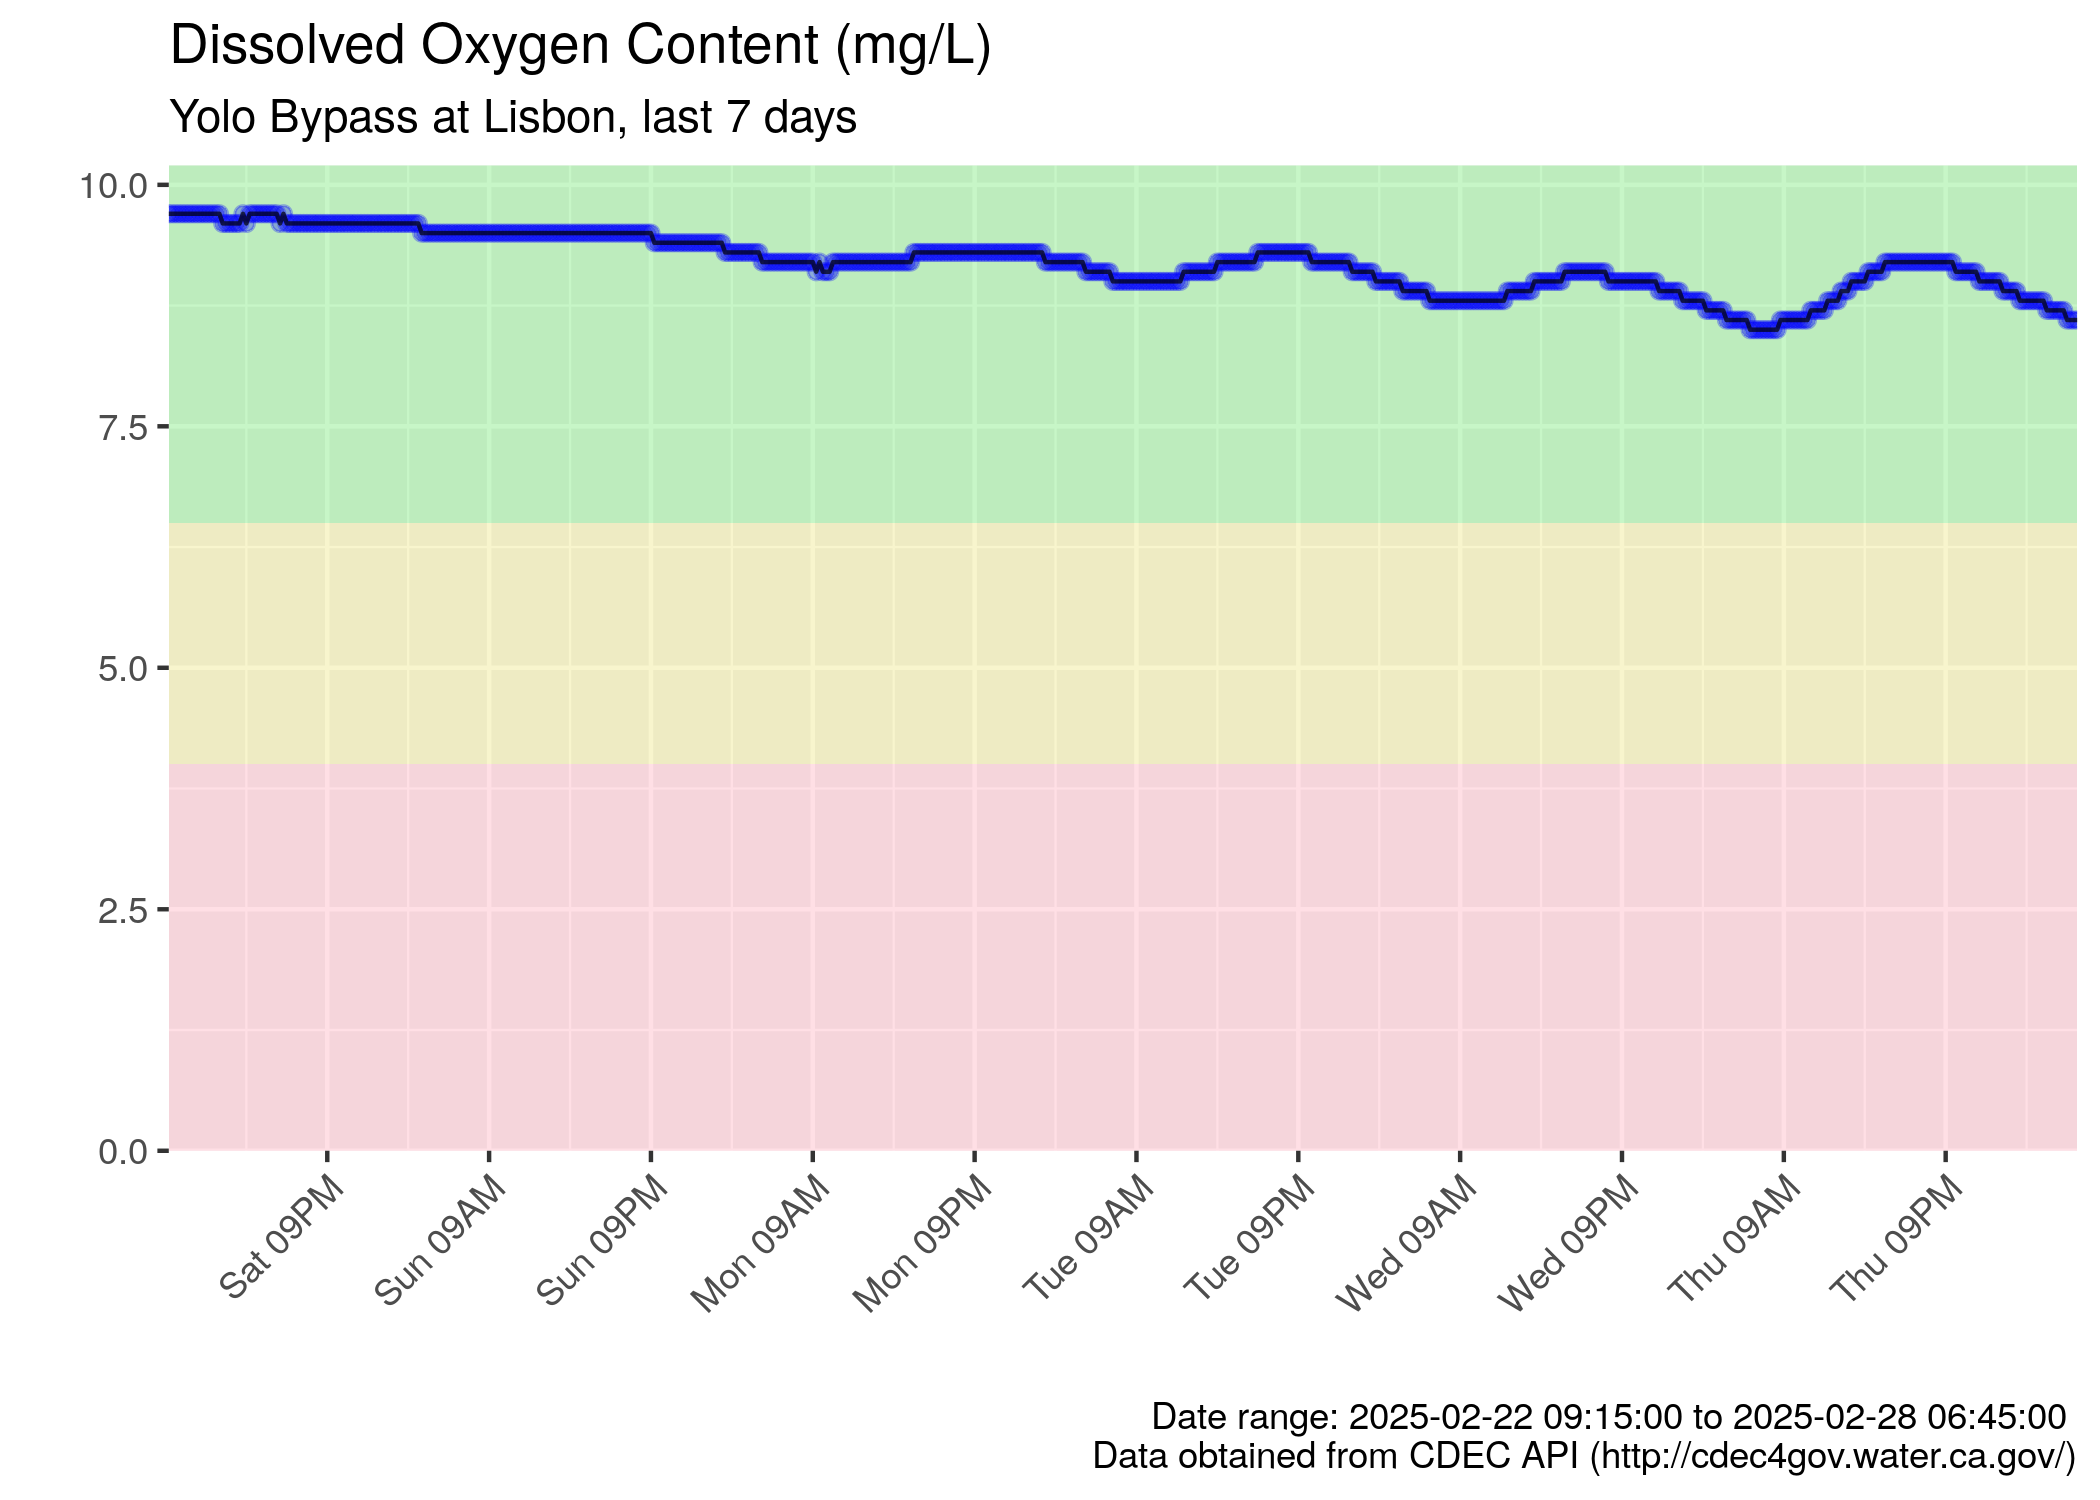 Dissolved Oxygen Content (mg/L)
Yolo Bypass at Lisbon, last 7 days
10.0
7.5
5.0
2.5
0.0
Sat 09PM
Sun 09AM
Sun 09PM
Mon 09AM
Mon 09PM
Tue 09AM
Tue 09PM
Wed 09AM
Wed 09PM
Thu 09AM
Thu 09PM
Date range: 2025-02-22 09:15:00 to 2025-02-28 06:45:00
Data obtained from CDEC API (http://cdec4gov.water.ca.gov/)